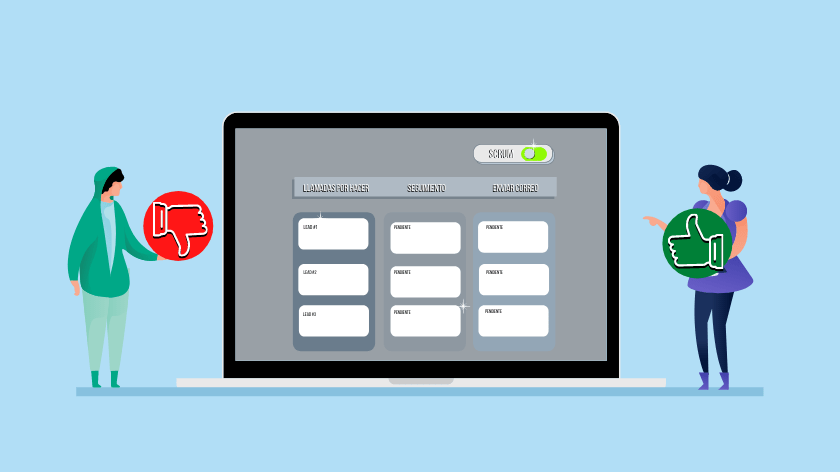 SCRUM
LLAMADAS POR HACER SEGUIMIENTO ENVIAR CORREO
LEAD #1 PENDIENTE PENDIENTE
LEAD #2 PENDIENTE PENDIENTE
LEAD #3 PENDIENTE PENDIENTE